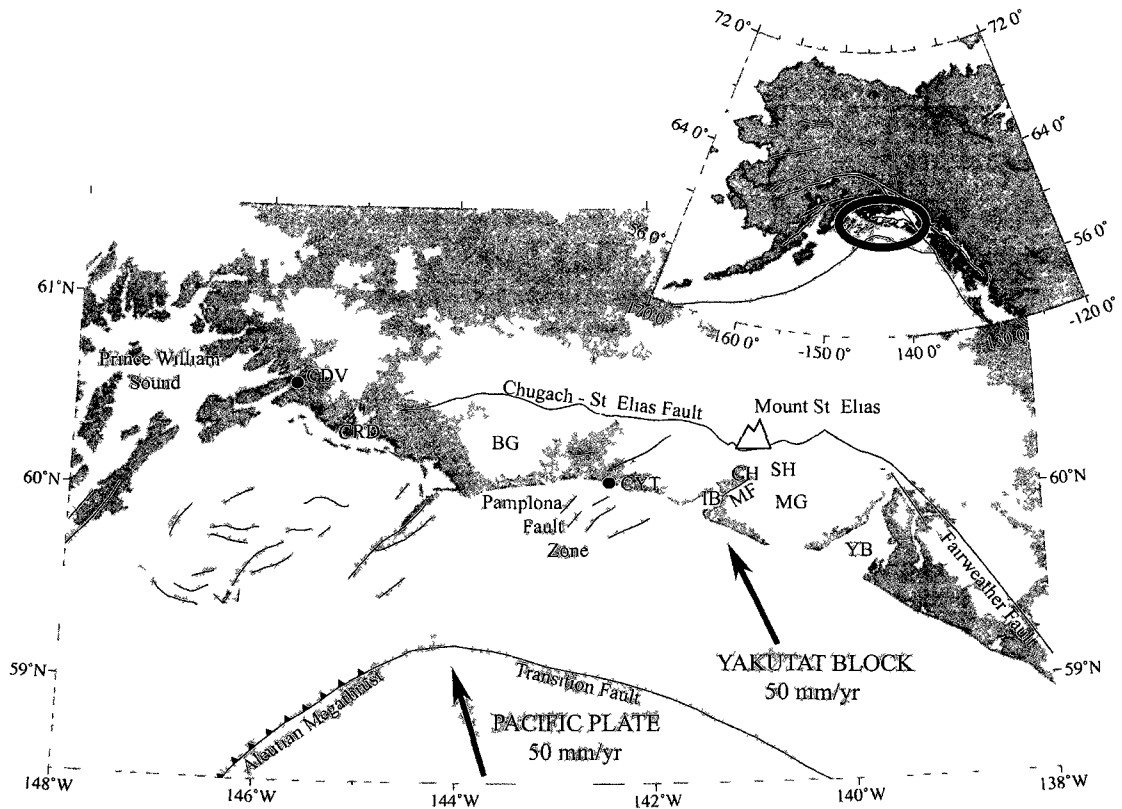 72 0°
72 0°
64 0°
64 0°
56 0°
56 0°
-160 0°
-150 0°
-140 0°
-120 0°
61°N
Prince William
Sound
CDV
CRD
Chugach - St Elias Fault
Mount St Elias
BG
CH
SH
60°N
60°N
CYT
IB
MF
MG
Pamplona
Fault
Zone
YB
Fairweather Fault
59°N
59°N
YAKUTAT BLOCK
50 mm/yr
Transition Fault
Aleutian Megathrust
PACIFIC PLATE
50 mm/yr
148°W
146°W
144°W
142°W
140°W
138°W